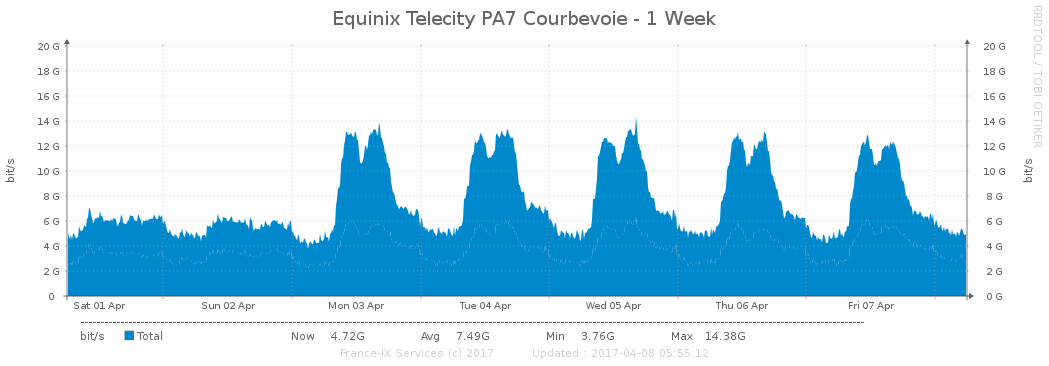 Equinix Telecity PA7 Courbevoie - 1 Week
RRDTOOL / TOBI OETIKER
20 G 20 G
18 G 18 G
16 G 16 G
14 G 14 G
12 G 12 G
10 G 10 G
8 G 8 G
6 G 6 G
4 G 4 G
2 G 2 G
0 0 G
bit/s
bit/s
Sat 01 Apr Sun 02 Apr Mon 03 Apr Tue 04 Apr Wed 05 Apr Thu 06 Apr Fri 07 Apr
bit/s Total Now 4.72G Avg 7.49G Min 3.76G Max 14.38G
France-IX Services (c) 2017 Updated : 2017-04-08 05:55:12